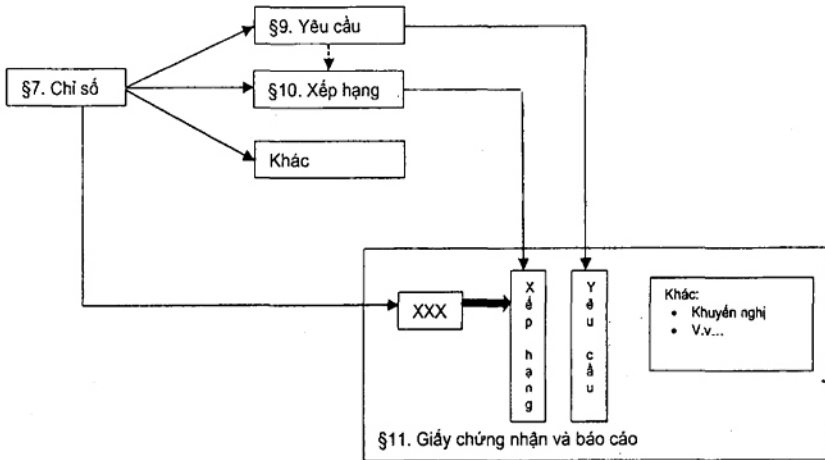 §9. Yêu cầu
§7. Chỉ số
§10. Xếp hạng
Khác
XXX
Xếp hạng
Yêu cầu
Khác:
• Khuyến nghị
• V.v...
§11. Giấy chứng nhận và báo cáo